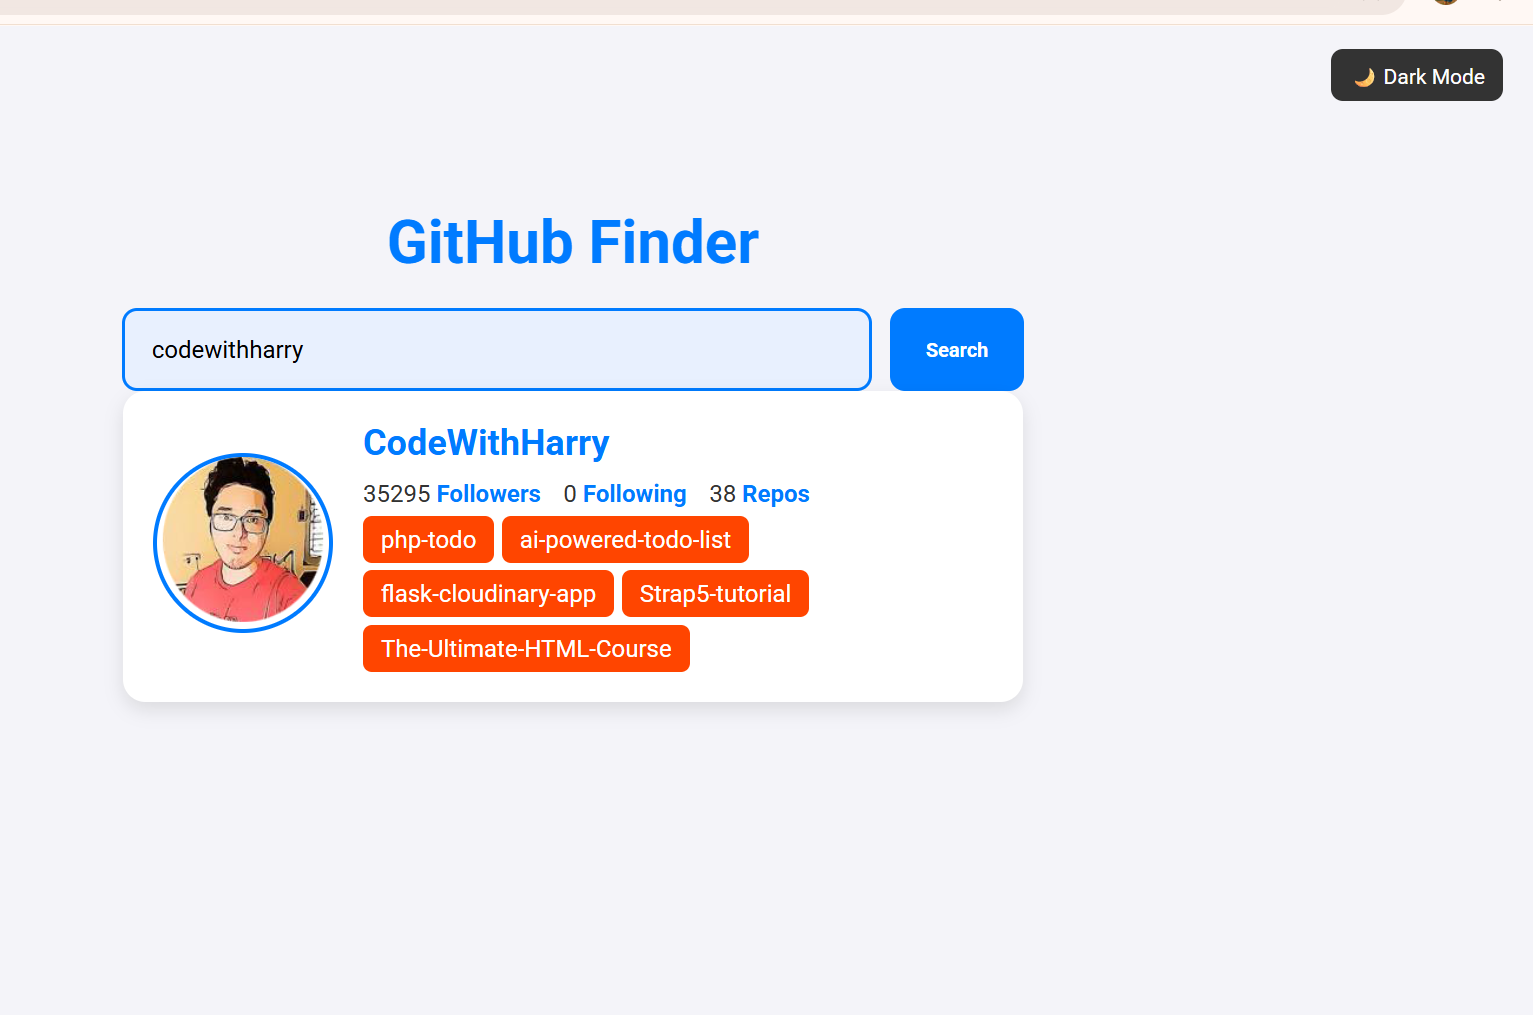 🌙 Dark Mode
GitHub Finder
codewithharry
Search
CodeWithHarry
35295 Followers 0 Following 38 Repos
php-todo ai-powered-todo-list
flask-cloudinary-app Strap5-tutorial
The-Ultimate-HTML-Course